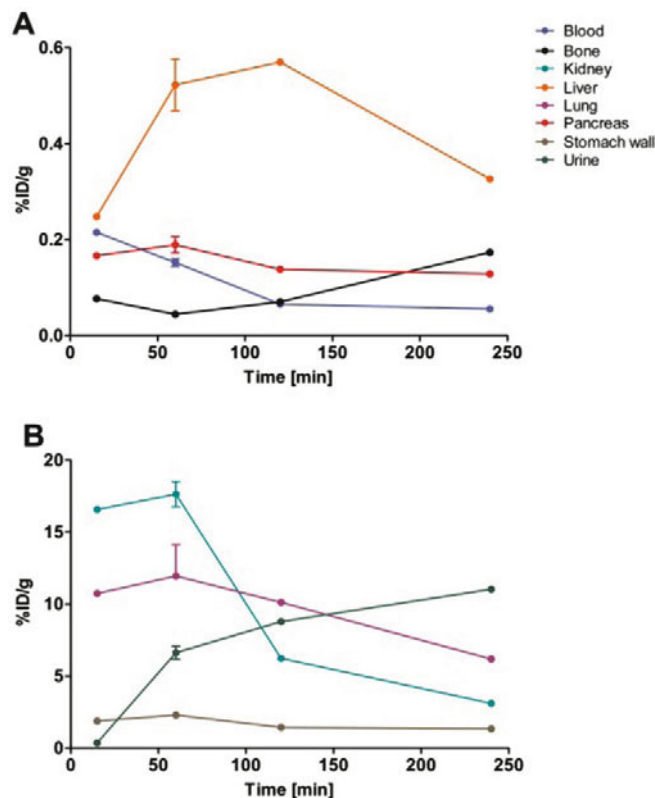 A
Blood
Bone
Kidney
Liver
Lung
Pancreas
Stomach wall
Urine
0.6
0.4
0.2
0.0
%ID/g
0 50 100 150 200 250
Time [min]
B
20
15
10
5
0
%ID/g
0 50 100 150 200 250
Time [min]